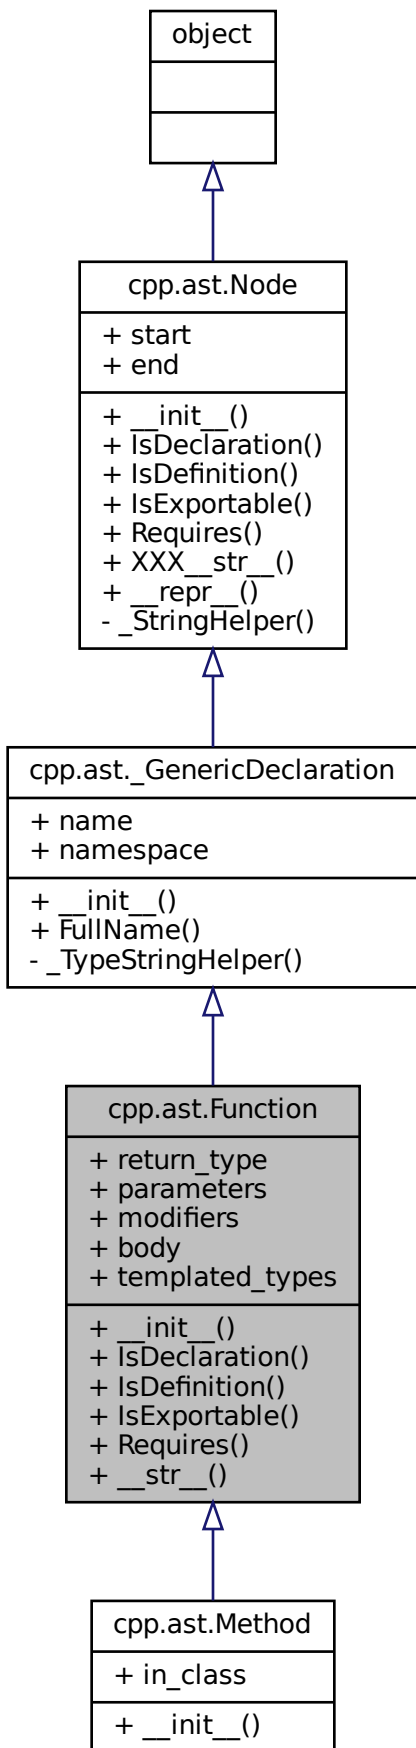 object
cpp.ast.Node
+ start
+ end
+ __init__()
+ IsDeclaration()
+ IsDefinition()
+ IsExportable()
+ Requires()
+ XXX__str__()
+ __repr__()
- _StringHelper()
cpp.ast._GenericDeclaration
+ name
+ namespace
+ __init__()
+ FullName()
- _TypeStringHelper()
cpp.ast.Function
+ return_type
+ parameters
+ modifiers
+ body
+ templated_types
+ __init__()
+ IsDeclaration()
+ IsDefinition()
+ IsExportable()
+ Requires()
+ __str__()
cpp.ast.Method
+ in_class
+ __init__()